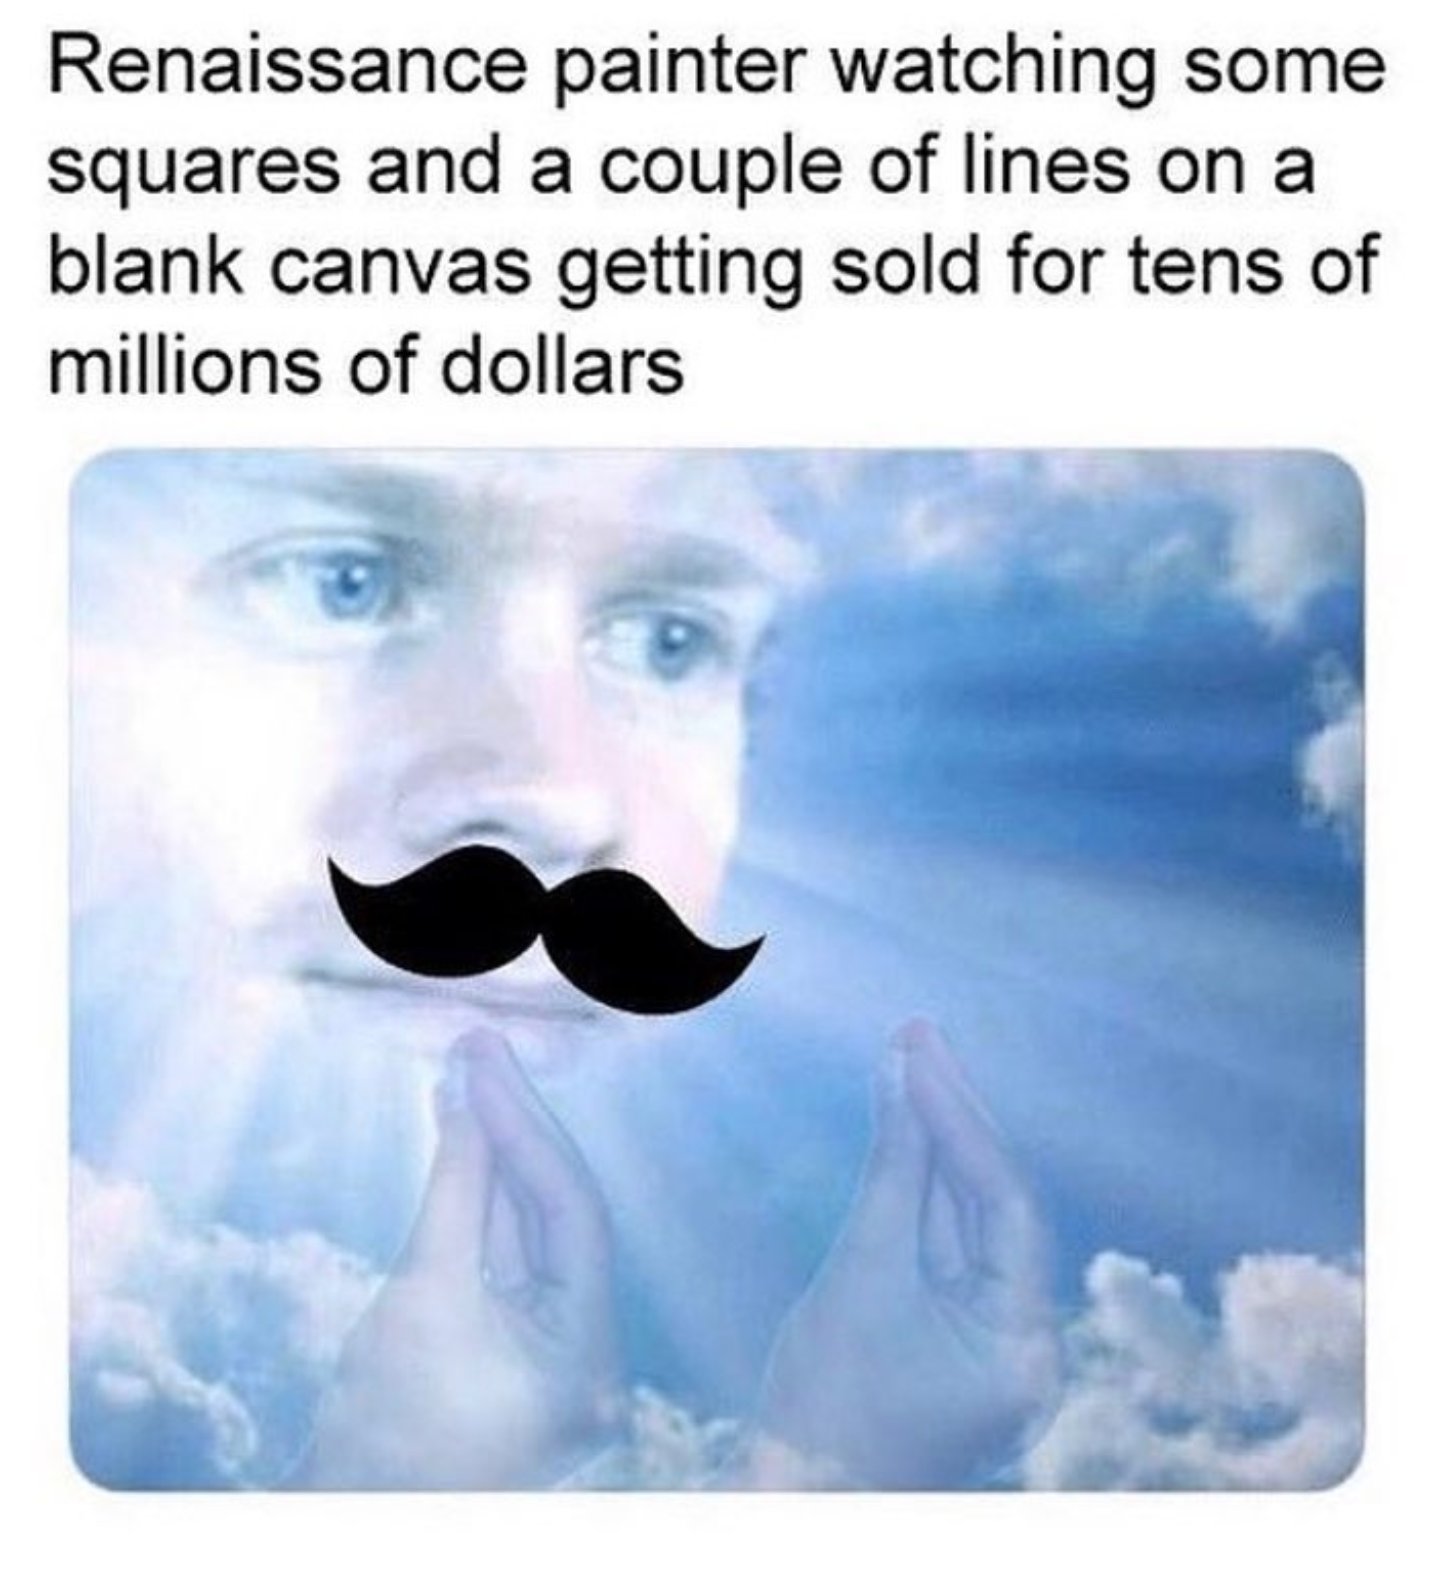 Renaissance painter watching some
squares and a couple of lines on a
blank canvas getting sold for tens of
millions of dollars